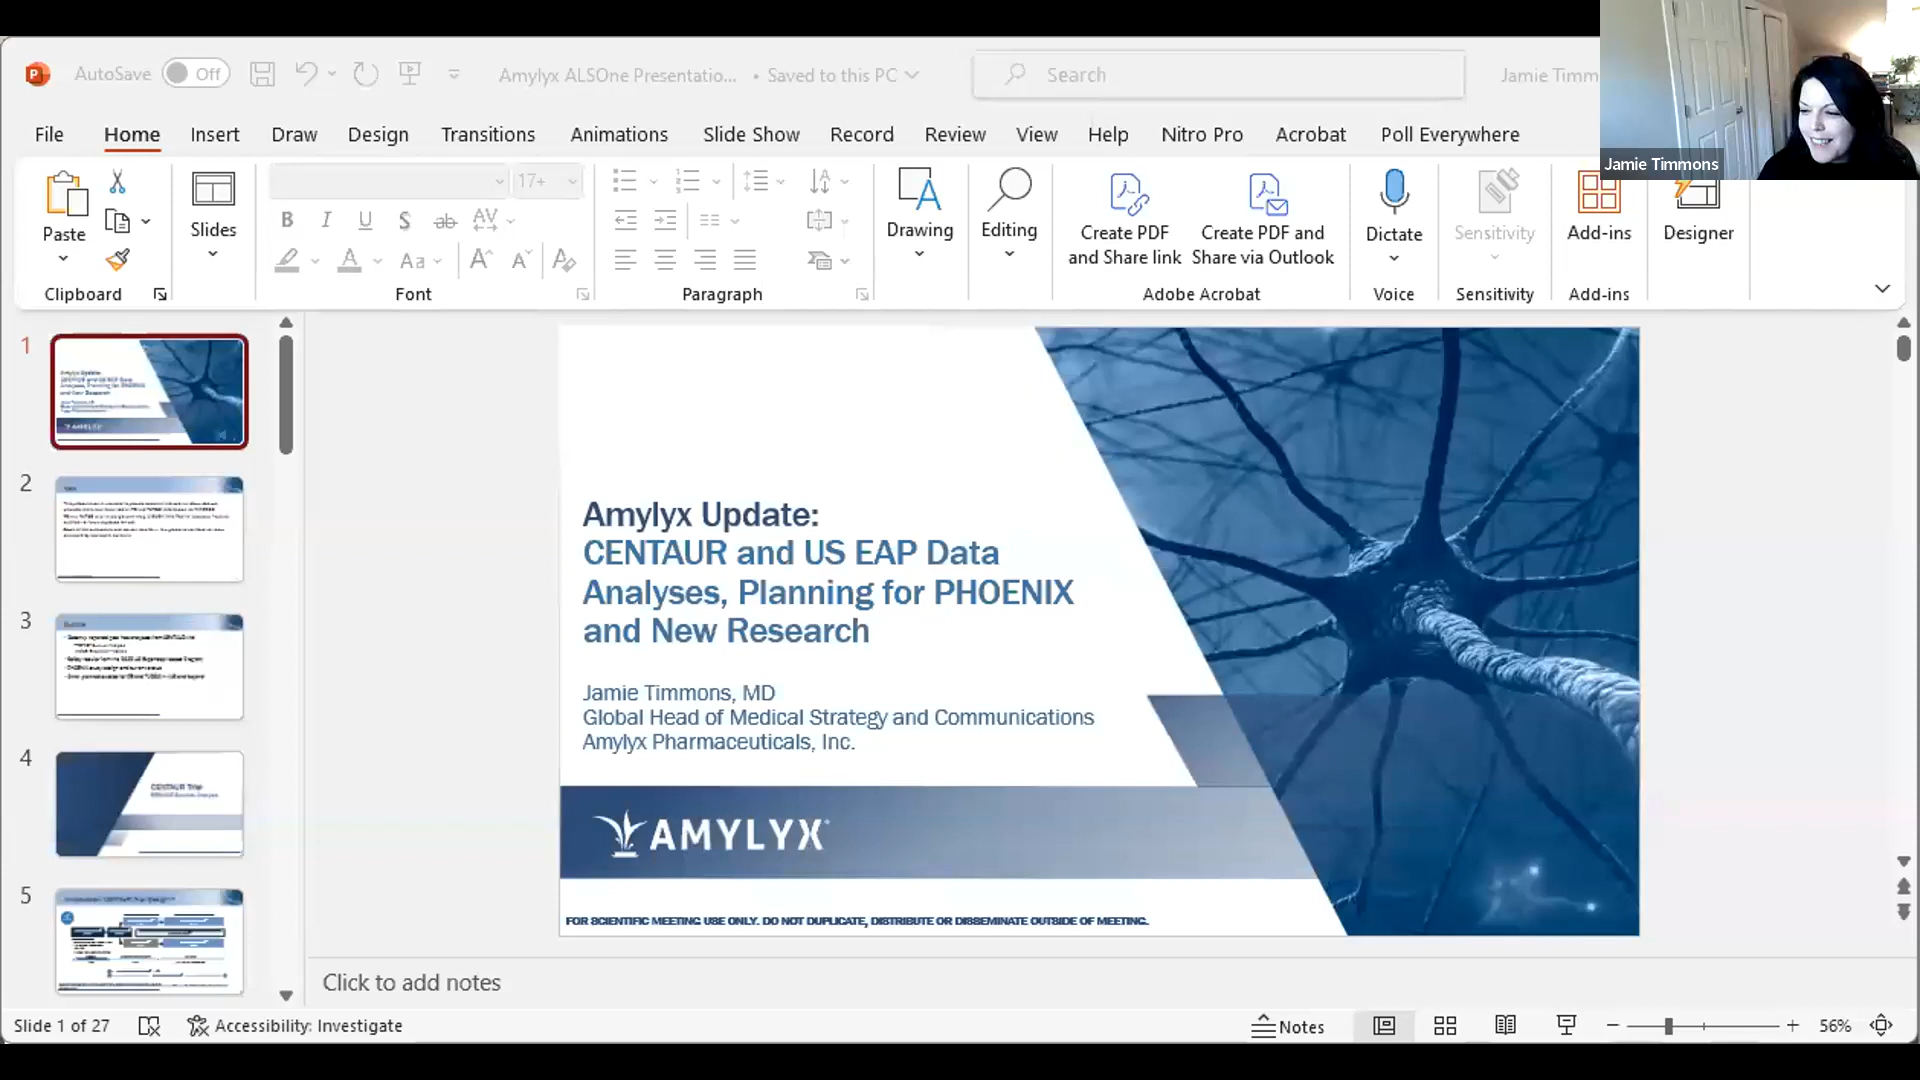 AutoSave
Off
Amylyx ALSOne Presentatio... • Saved to this PC
Search
Jamie Timm
Jamie Timmons
File
Home
Insert
Draw
Design
Transitions
Animations
Slide Show
Record
Review
View
Help
Nitro Pro
Acrobat
Poll Everywhere
Paste
Clipboard
Slides
17+
Font
Paragraph
Drawing
Editing
Create PDF
and Share link
Create PDF and
Share via Outlook
Adobe Acrobat
Dictate
Voice
Sensitivity
Sensitivity
Add-ins
Add-ins
Designer
1
2
3
4
5
Amylyx Update:
CENTAUR and US EAP Data
Analyses, Planning for PHOENIX
and New Research
Jamie Timmons, MD
Global Head of Medical Strategy and Communications
Amylyx Pharmaceuticals, Inc.
AMYLYX
FOR SCIENTIFIC MEETING USE ONLY. DO NOT DUPLICATE, DISTRIBUTE OR DISSEMINATE OUTSIDE OF MEETING.
Click to add notes
Slide 1 of 27
Accessibility: Investigate
Notes
56%